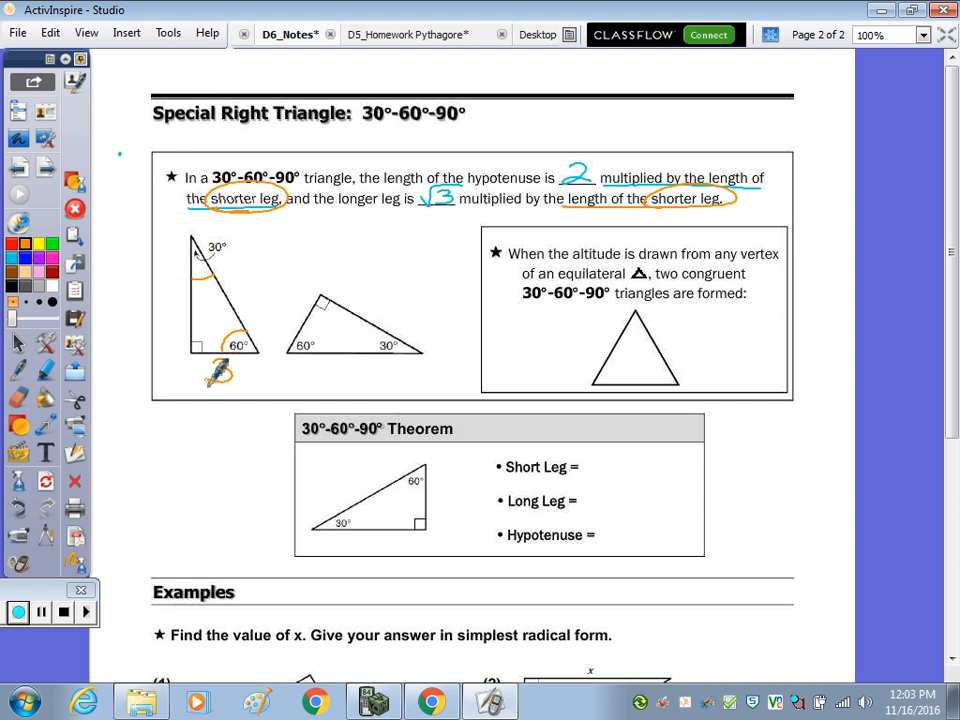 ActivInspire - Studio
File Edit View Insert Tools Help D6_Notes* D5_Homework Pythagore* Desktop CLASSFLOW Connect Page 2 of 2 100%
Special Right Triangle: 30°-60°-90°
★ In a 30°-60°-90° triangle, the length of the hypotenuse is 2 multiplied by the length of
the shorter leg, and the longer leg is √3 multiplied by the length of the shorter leg.
30°
60°
3
60° 30°
★ When the altitude is drawn from any vertex
of an equilateral △, two congruent
30°-60°-90° triangles are formed:
30°-60°-90° Theorem
60°
30°
• Short Leg =
• Long Leg =
• Hypotenuse =
Examples
★ Find the value of x. Give your answer in simplest radical form.
x
12:03 PM
11/16/2016